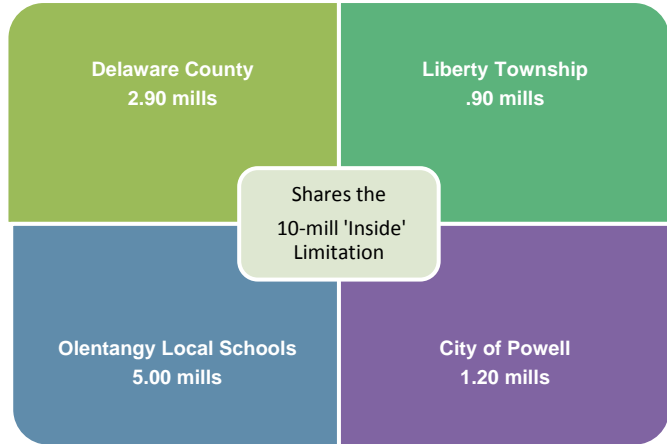 Delaware County
2.90 mills
Liberty Township
.90 mills
Shares the
10-mill 'Inside'
Limitation
Olentangy Local Schools
5.00 mills
City of Powell
1.20 mills